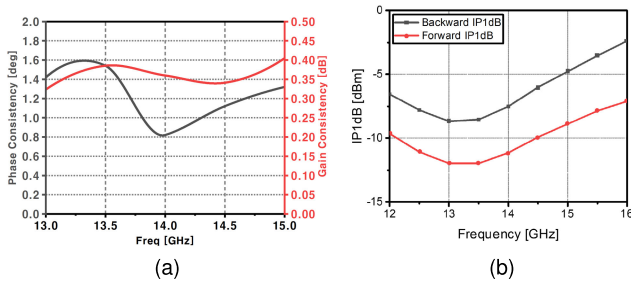 2.0
1.8
1.6
1.4
1.2
1.0
0.8
0.6
0.4
0.2
0.0
Phase Consistency [deg]
0.50
0.45
0.40
0.35
0.30
0.25
0.20
0.15
0.10
0.05
0.00
Gain Consistency [dB]
13.0 13.5 14.0 14.5 15.0
Freq [GHz]
(a)
0
-5
-10
-15
IP1dB [dBm]
Backward IP1dB
Forward IP1dB
12 13 14 15 16
Frequency [GHz]
(b)